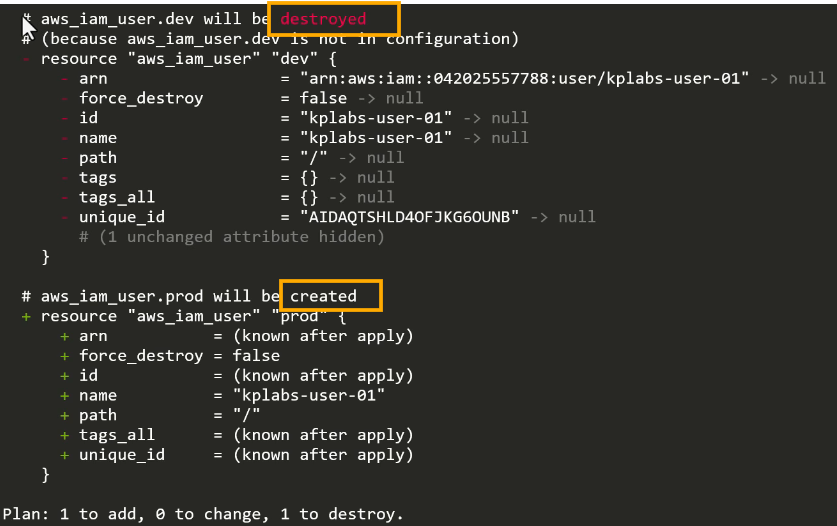 # aws_iam_user.dev will be destroyed
# (because aws_iam_user.dev is not in configuration)
- resource "aws_iam_user" "dev" {
- arn = "arn:aws:iam::042025557788:user/kplabs-user-01" -> null
- force_destroy = false -> null
- id = "kplabs-user-01" -> null
- name = "kplabs-user-01" -> null
- path = "/" -> null
- tags = {} -> null
- tags_all = {} -> null
- unique_id = "AIDAQTSHLD4OFJKG6OUNB" -> null
# (1 unchanged attribute hidden)
}
# aws_iam_user.prod will be created
+ resource "aws_iam_user" "prod" {
+ arn = (known after apply)
+ force_destroy = false
+ id = (known after apply)
+ name = "kplabs-user-01"
+ path = "/"
+ tags_all = (known after apply)
+ unique_id = (known after apply)
}
Plan: 1 to add, 0 to change, 1 to destroy.